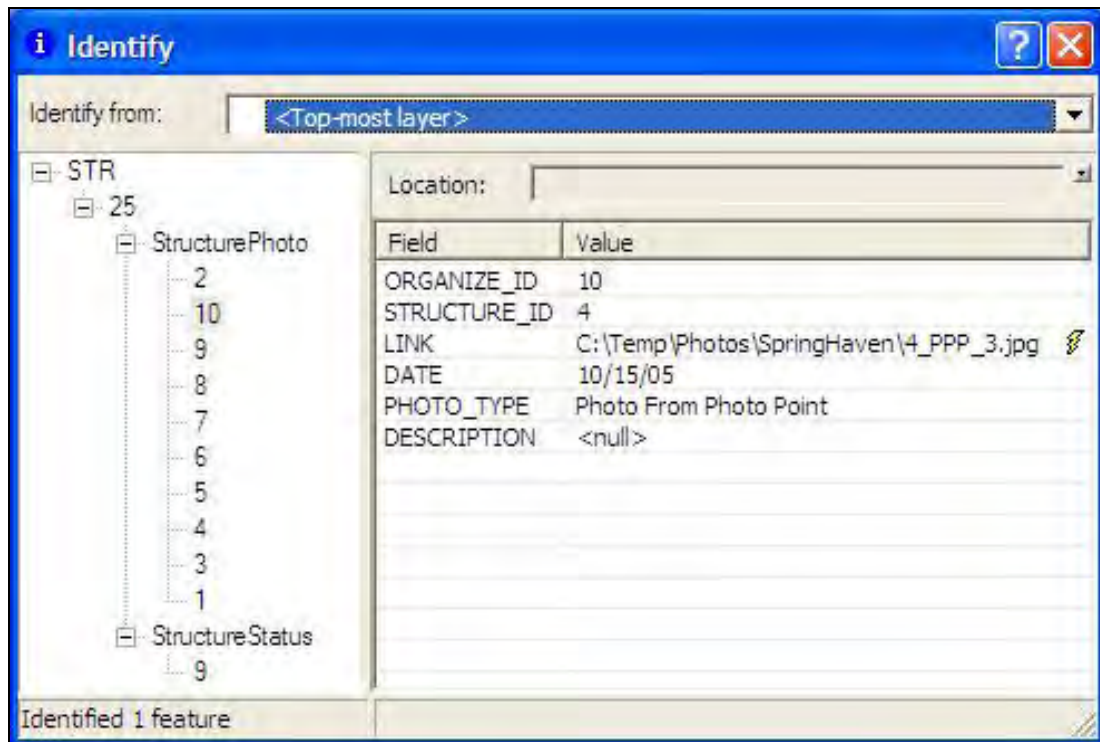 i Identify
Identify from: <Top-most layer>
STR
25
StructurePhoto
2
10
9
8
7
6
5
4
3
1
StructureStatus
9
Location:
Field Value
ORGANIZE_ID 10
STRUCTURE_ID 4
LINK C:\Temp\Photos\SpringHaven\4_PPP_3.jpg
DATE 10/15/05
PHOTO_TYPE Photo From Photo Point
DESCRIPTION <null>
Identified 1 feature